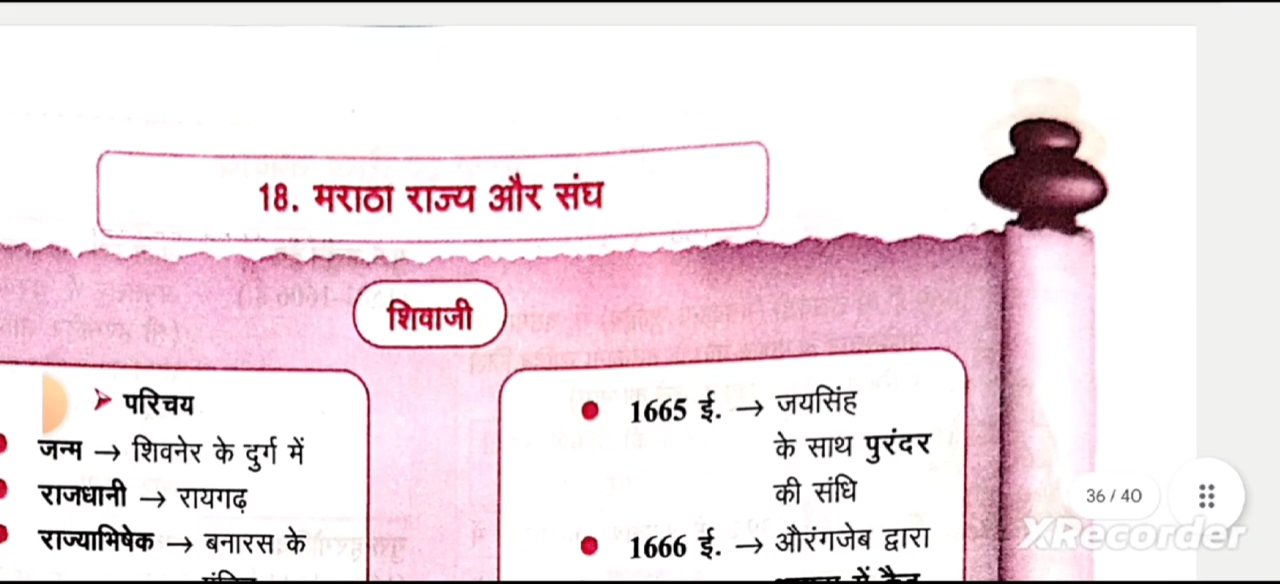 18. मराठा राज्य और संघ
शिवाजी
➤ परिचय
जन्म → शिवनेर के दुर्ग में
राजधानी → रायगढ़
राज्याभिषेक → बनारस के
• 1665 ई. → जयसिंह
के साथ पुरंदर
की संधि
• 1666 ई. → औरंगजेब द्वारा
36 / 40
XRecorder